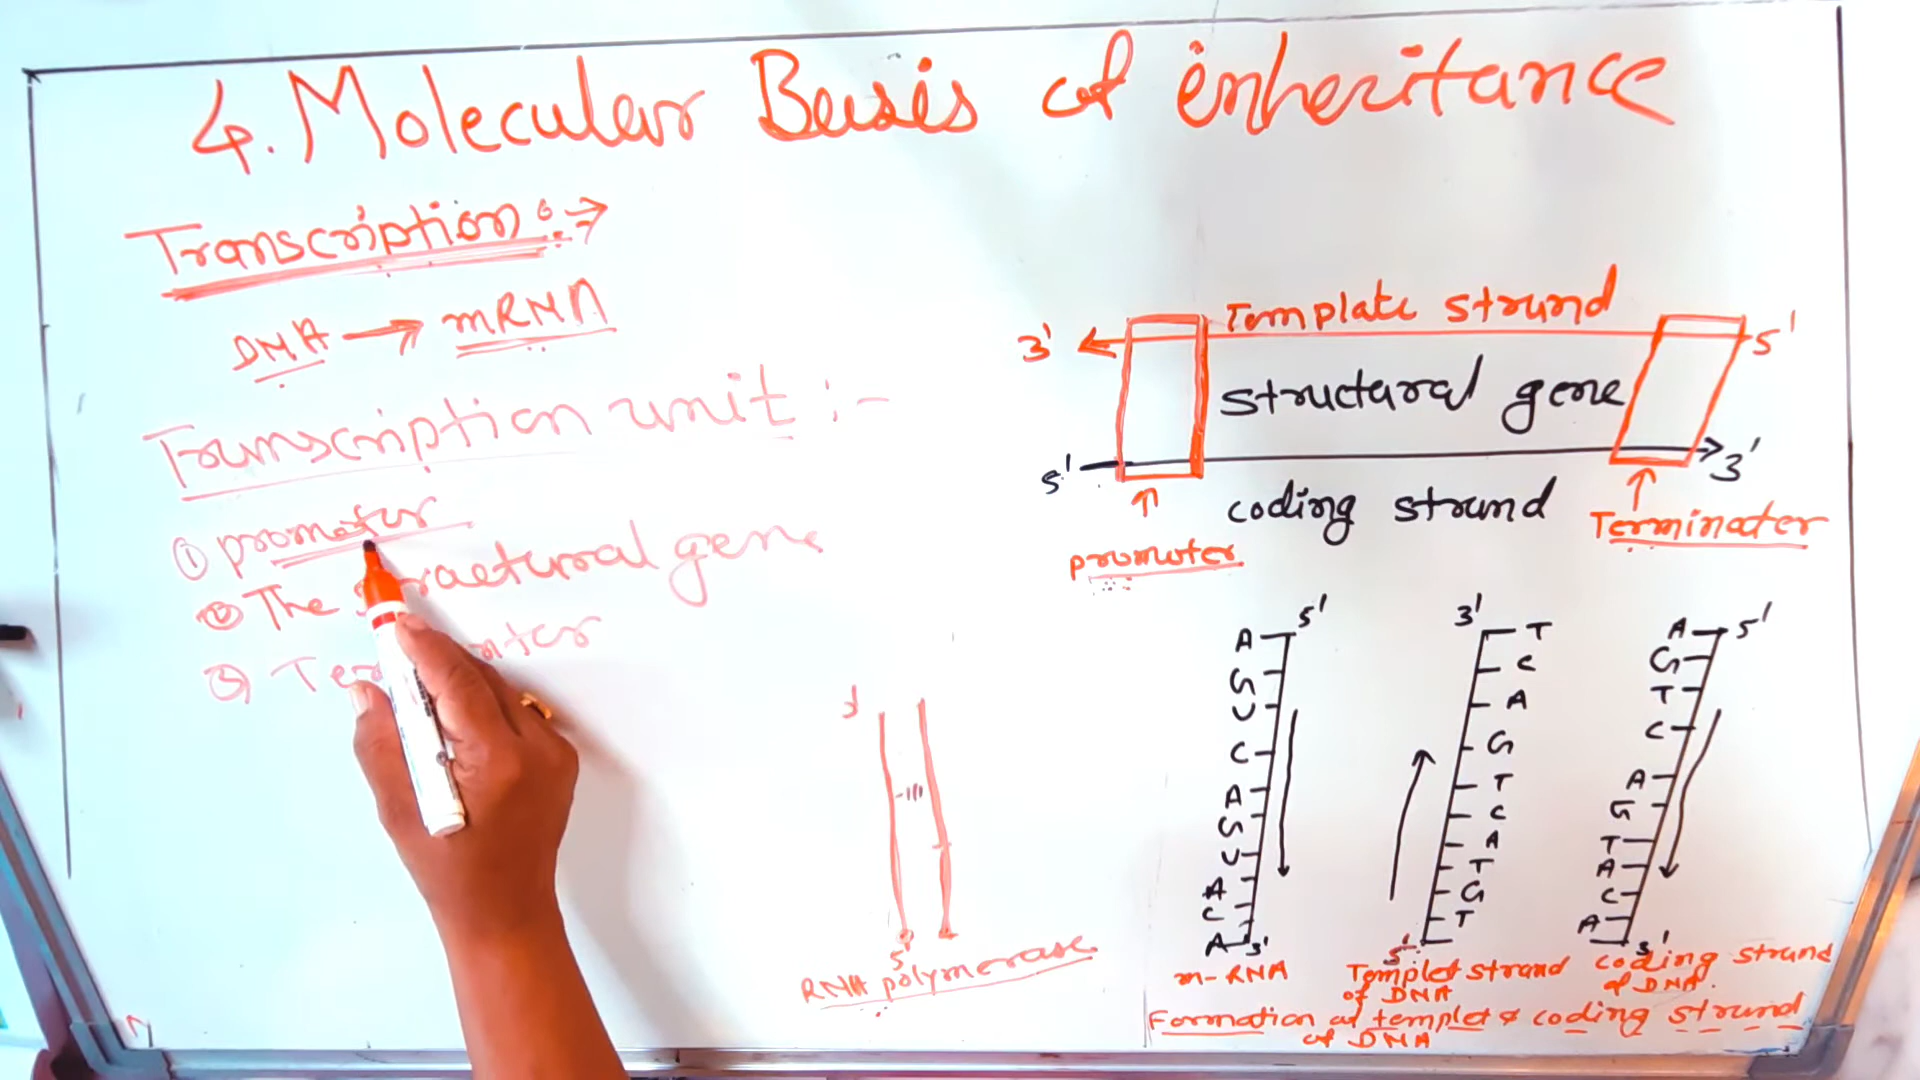 4. Molecular Basis of inheritance
Transcription :→
DNA → mRNA
Transcription unit :-
① promoter
② The structural gene
③
5'
RNA polymerase
Template strand
3' 5'
structural gene
5' 3'
coding strand
promoter
Terminater
5'
A
G
U
C
A
G
U
A
C
A
3'
m-RNA
3'
T
C
A
G
T
C
A
T
G
T
5'
Templet strand
of DNA
5'
A
G
T
C
A
G
T
A
C
A
3'
coding strand
of DNA.
Formation of templet & coding strand
of DNA